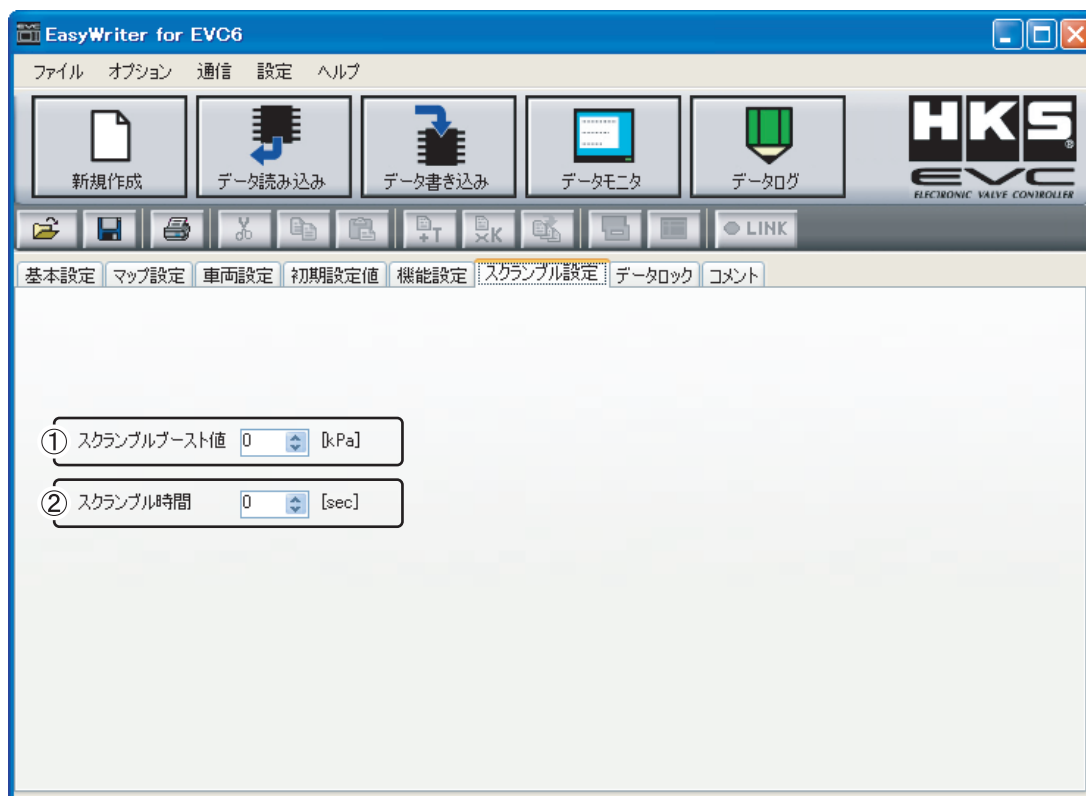 EasyWriter for EVC6
ファイル オプション 通信 設定 ヘルプ
新規作成 データ読み込み データ書き込み データモニタ データログ
HKS®
EVC
ELECTRONIC VALVE CONTROLLER
+T ×K LINK
基本設定 マップ設定 車両設定 初期設定値 機能設定 スクランブル設定 データロック コメント
① スクランブルブースト値 0 [kPa]
② スクランブル時間 0 [sec]